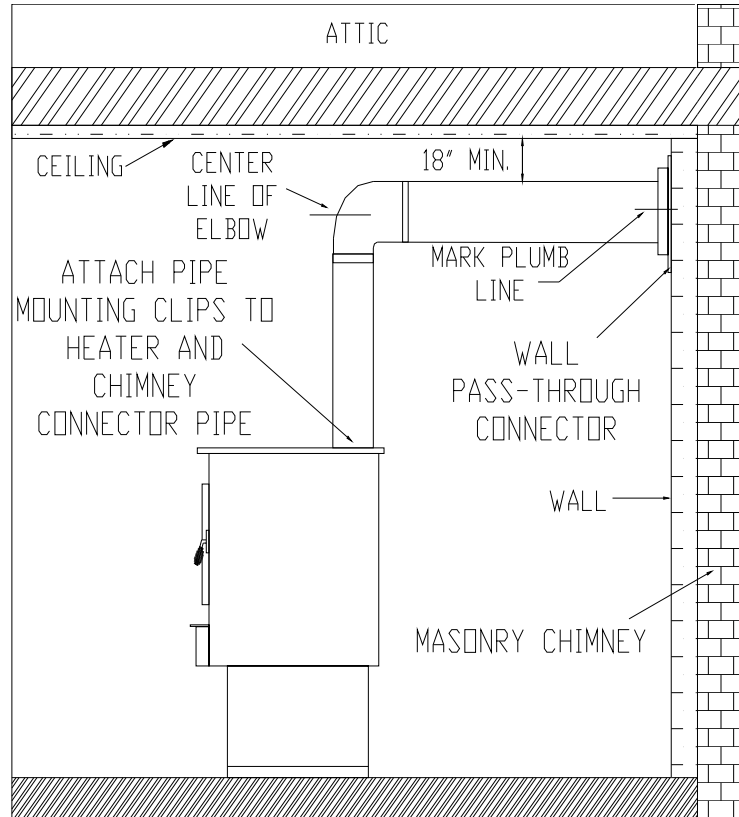 ATTIC
CEILING
CENTER
LINE OF
ELBOW
18" MIN.
MARK PLUMB
LINE
ATTACH PIPE
MOUNTING CLIPS TO
HEATER AND
CHIMNEY
CONNECTOR PIPE
WALL
PASS-THROUGH
CONNECTOR
WALL
MASONRY CHIMNEY